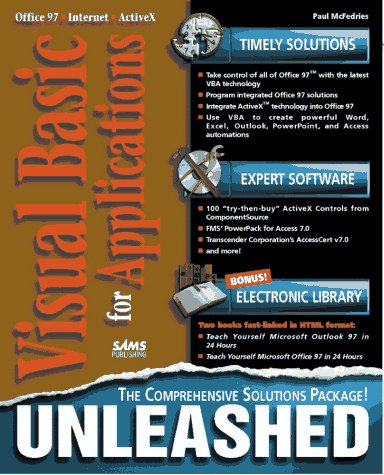 Office 97 • Internet • ActiveX
Paul McFedries
Visual Basic
for Applications
TIMELY SOLUTIONS
Take control of all of Office 97™ with the latest
VBA technology
Program integrated Office 97 solutions
Integrate ActiveX™ technology into Office 97
Use VBA to create powerful Word,
Excel, Outlook, PowerPoint, and Access
automations
EXPERT SOFTWARE
100 "try-then-buy" ActiveX Controls from
ComponentSource
FMS' PowerPack for Access 7.0
Transcender Corporation's AccessCert v7.0
and more!
BONUS!
ELECTRONIC LIBRARY
Two books fast-linked in HTML format:
Teach Yourself Microsoft Outlook 97 in
24 Hours
Teach Yourself Microsoft Office 97 in 24 Hours
SAMS
PUBLISHING
THE COMPREHENSIVE SOLUTIONS PACKAGE!
UNLEASHED